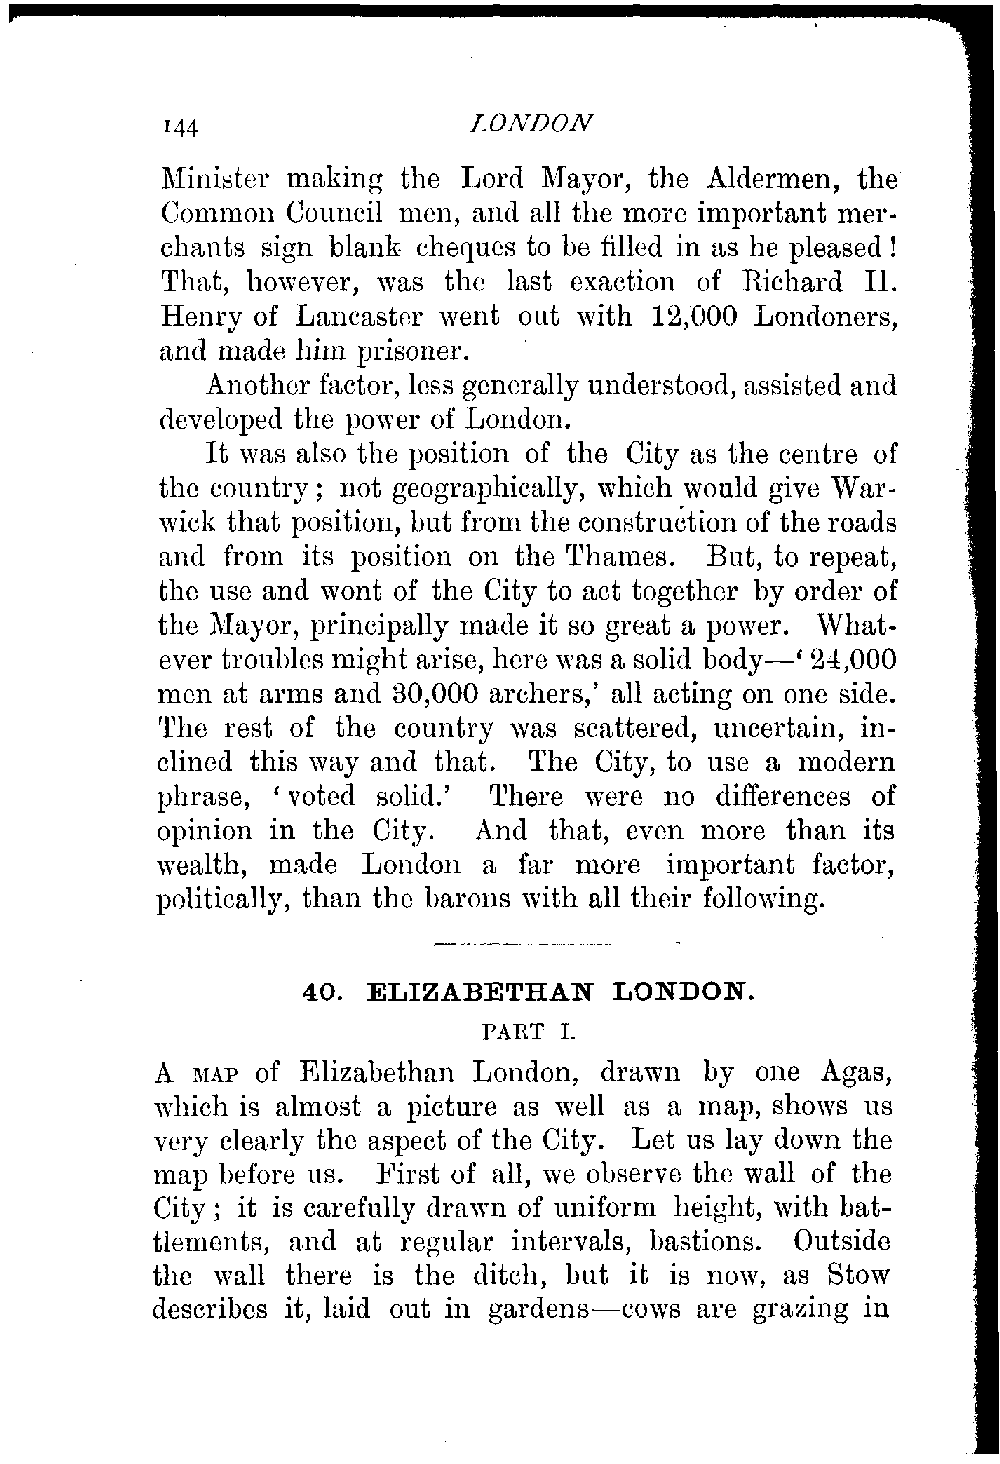 144 LONDON
Minister making the Lord Mayor, the Aldermen, the
Common Council men, and all the more important mer-
chants sign blank cheques to be filled in as he pleased!
That, however, was the last exaction of Richard II.
Henry of Lancaster went out with 12,000 Londoners,
and made him prisoner.
Another factor, less generally understood, assisted and
developed the power of London.
It was also the position of the City as the centre of
the country; not geographically, which would give War-
wick that position, but from the construction of the roads
and from its position on the Thames. But, to repeat,
the use and wont of the City to act together by order of
the Mayor, principally made it so great a power. What-
ever troubles might arise, here was a solid body—‘24,000
men at arms and 30,000 archers,’ all acting on one side.
The rest of the country was scattered, uncertain, in-
clined this way and that. The City, to use a modern
phrase, ‘voted solid.’ There were no differences of
opinion in the City. And that, even more than its
wealth, made London a far more important factor,
politically, than the barons with all their following.
40. ELIZABETHAN LONDON.
PART I.
A MAP of Elizabethan London, drawn by one Agas,
which is almost a picture as well as a map, shows us
very clearly the aspect of the City. Let us lay down the
map before us. First of all, we observe the wall of the
City; it is carefully drawn of uniform height, with bat-
tlements, and at regular intervals, bastions. Outside
the wall there is the ditch, but it is now, as Stow
describes it, laid out in gardens—cows are grazing in